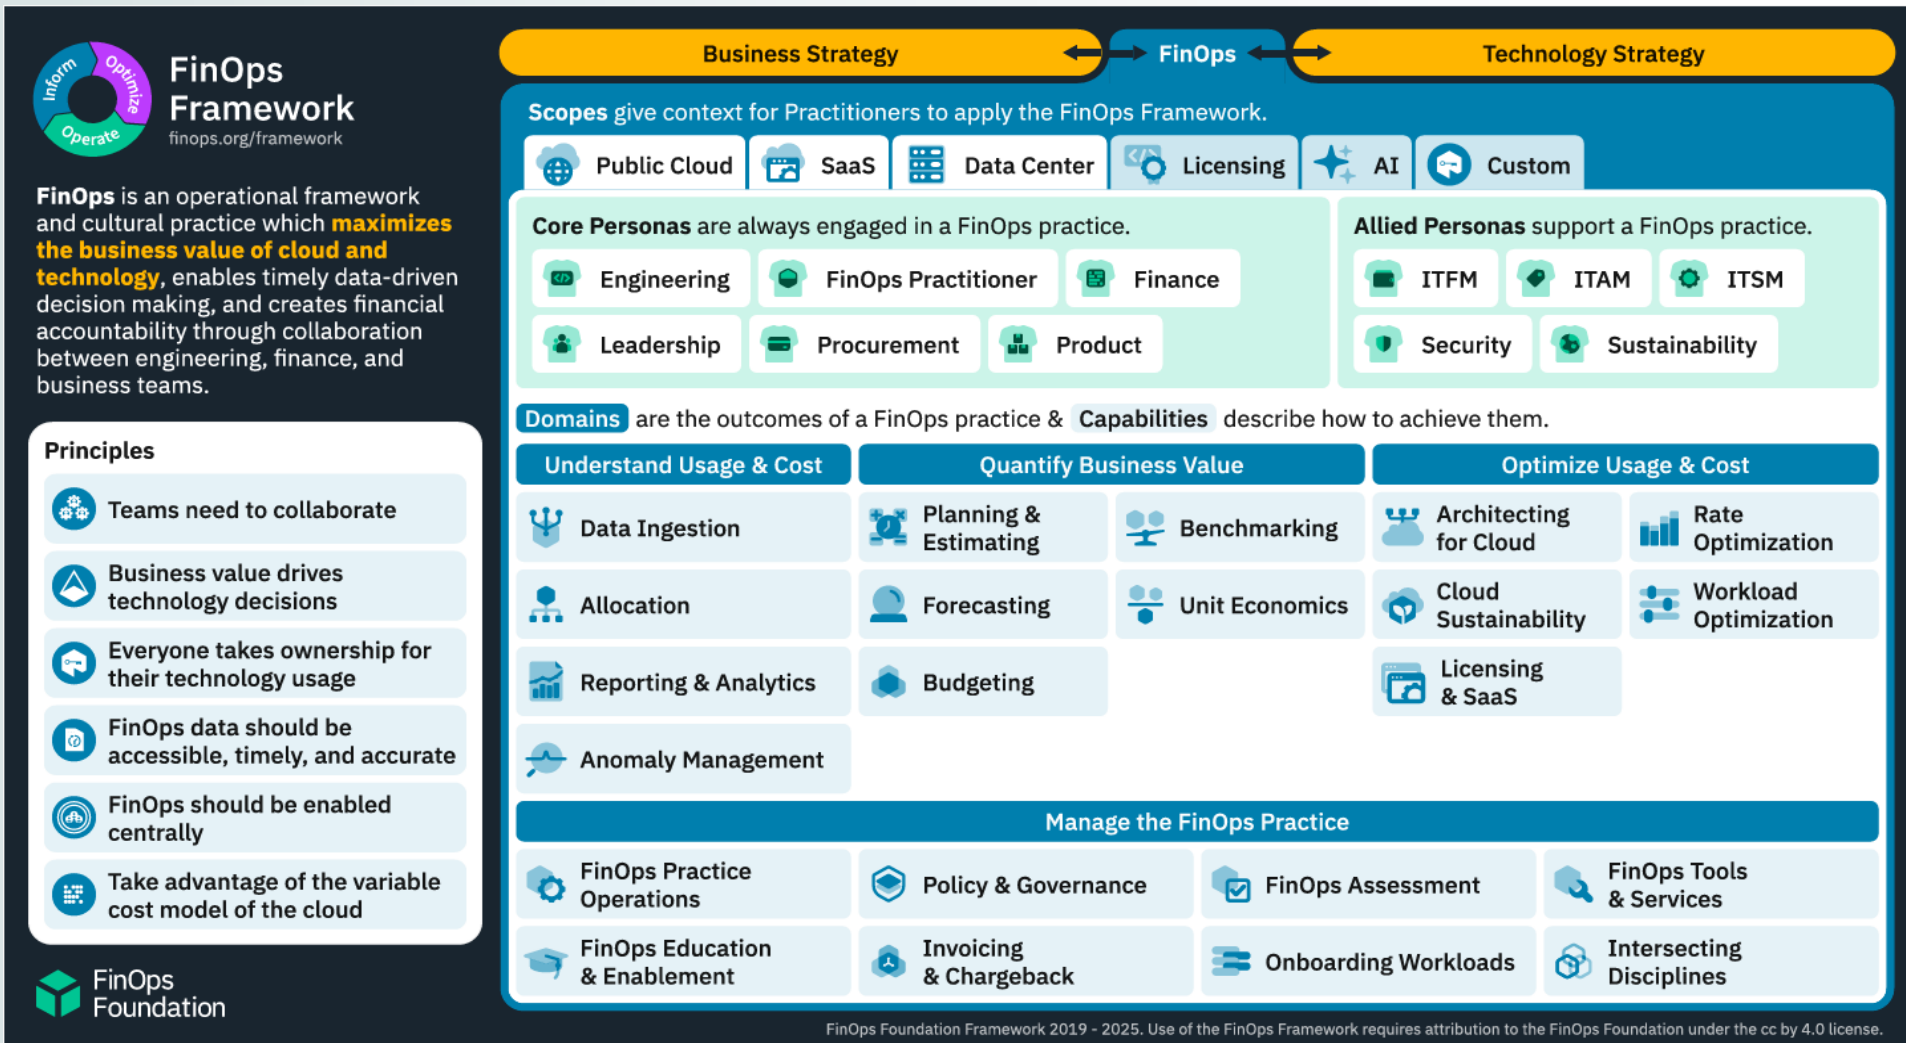 Inform
Optimize
Operate
FinOps
Framework
finops.org/framework
FinOps is an operational framework
and cultural practice which maximizes
the business value of cloud and
technology, enables timely data-driven
decision making, and creates financial
accountability through collaboration
between engineering, finance, and
business teams.
Principles
Teams need to collaborate
Business value drives
technology decisions
Everyone takes ownership for
their technology usage
FinOps data should be
accessible, timely, and accurate
FinOps should be enabled
centrally
Take advantage of the variable
cost model of the cloud
FinOps
Foundation
Business Strategy
FinOps
Technology Strategy
Scopes give context for Practitioners to apply the FinOps Framework.
Public Cloud
SaaS
Data Center
Licensing
AI
Custom
Core Personas are always engaged in a FinOps practice.
Engineering
FinOps Practitioner
Finance
Leadership
Procurement
Product
Allied Personas support a FinOps practice.
ITFM
ITAM
ITSM
Security
Sustainability
Domains are the outcomes of a FinOps practice & Capabilities describe how to achieve them.
Understand Usage & Cost
Data Ingestion
Allocation
Reporting & Analytics
Anomaly Management
Quantify Business Value
Planning &
Estimating
Benchmarking
Forecasting
Unit Economics
Budgeting
Optimize Usage & Cost
Architecting
for Cloud
Rate
Optimization
Cloud
Sustainability
Workload
Optimization
Licensing
& SaaS
Manage the FinOps Practice
FinOps Practice
Operations
Policy & Governance
FinOps Assessment
FinOps Tools
& Services
FinOps Education
& Enablement
Invoicing
& Chargeback
Onboarding Workloads
Intersecting
Disciplines
FinOps Foundation Framework 2019 - 2025. Use of the FinOps Framework requires attribution to the FinOps Foundation under the cc by 4.0 license.